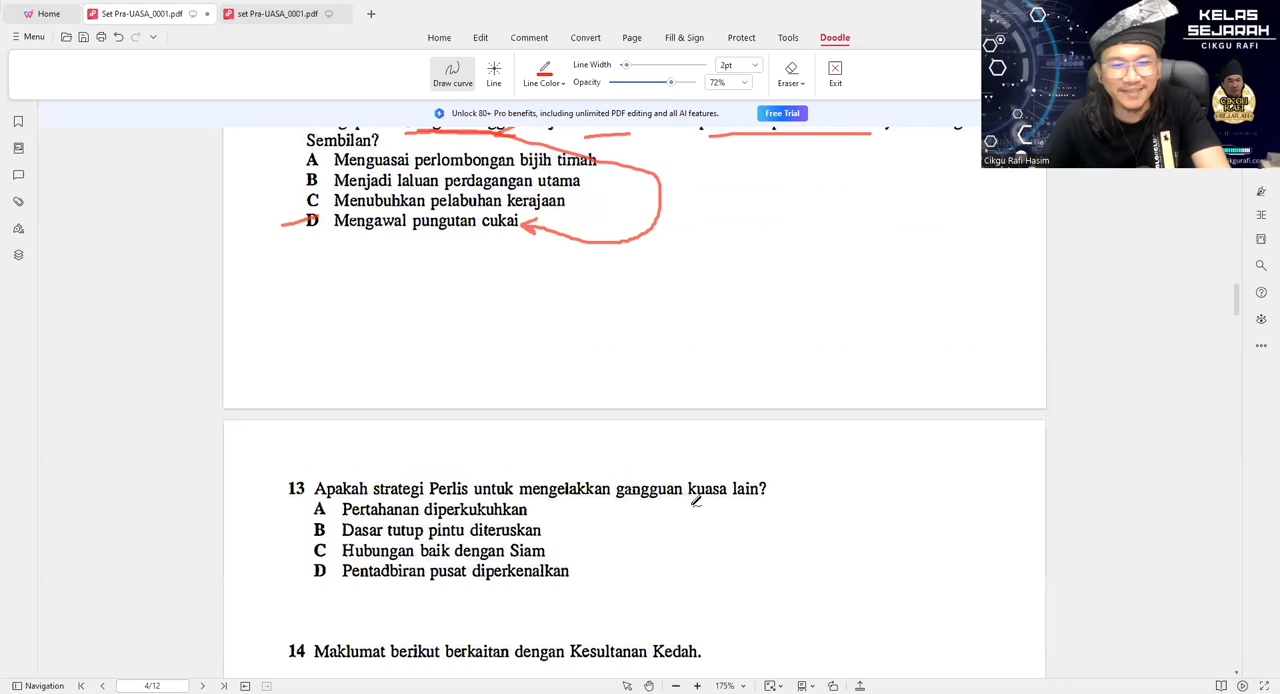 Home
Set Pra-UASA_0001.pdf
set Pra-UASA_0001.pdf
Menu
Home Edit Comment Convert Page Fill & Sign Protect Tools Doodle
Draw curve
Line
Line Color
Line Width
2pt
Opacity
72%
Eraser
Exit
Unlock 80+ Pro benefits, including unlimited PDF editing and all AI features.
Free Trial
KELAS
SEJARAH
CIKGU RAFI
CIKGU
RAFI
SEJARAH
Cikgu Rafi Hasim
Sembilan?
A Menguasai perlombongan bijih timah
B Menjadi laluan perdagangan utama
C Menubuhkan pelabuhan kerajaan
D Mengawal pungutan cukai
13 Apakah strategi Perlis untuk mengelakkan gangguan kuasa lain?
A Pertahanan diperkukuhkan
B Dasar tutup pintu diteruskan
C Hubungan baik dengan Siam
D Pentadbiran pusat diperkenalkan
14 Maklumat berikut berkaitan dengan Kesultanan Kedah.
Navigation
4/12
175%